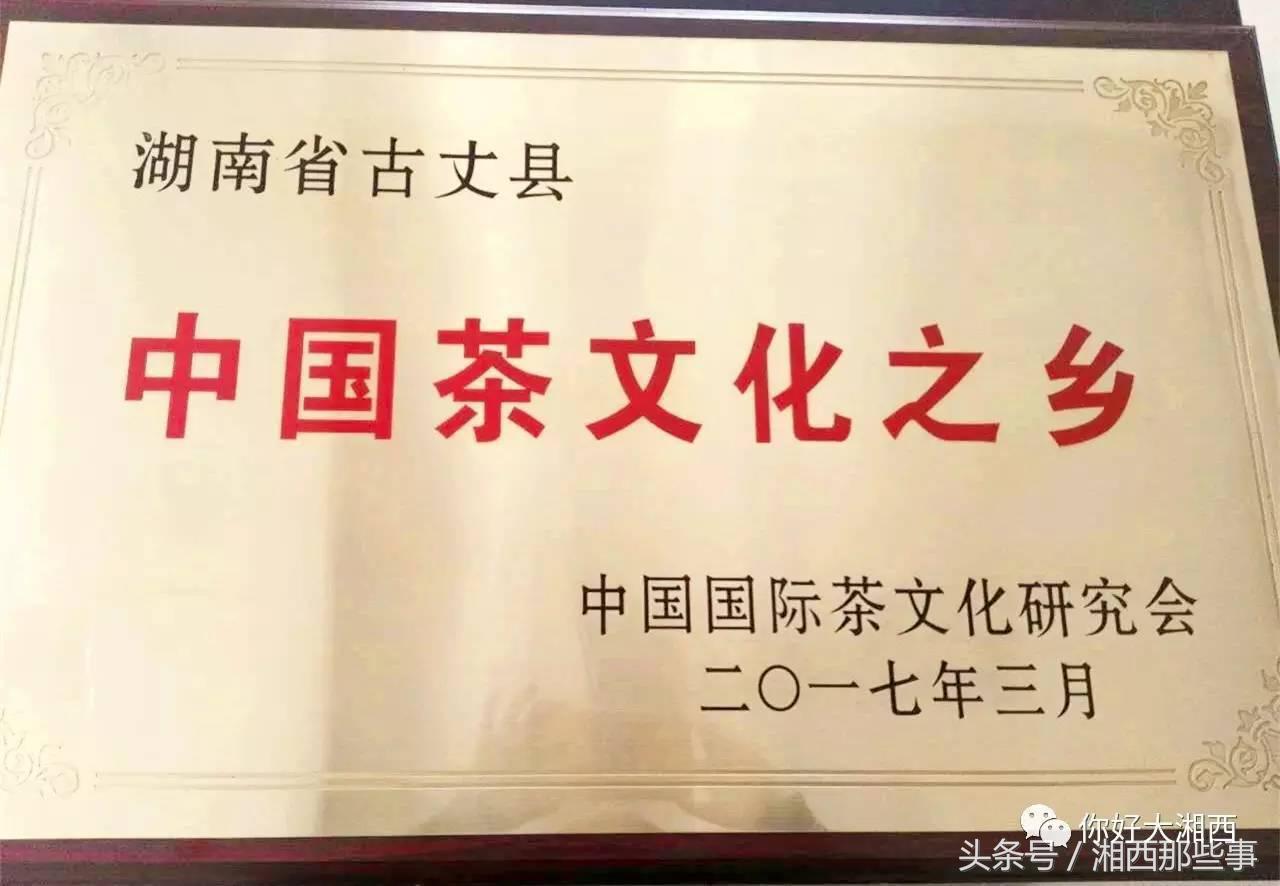 湖南省古丈县
中国茶文化之乡
中国国际茶文化研究会
二〇一七年三月
你好大湘西
头条号/湘西那些事